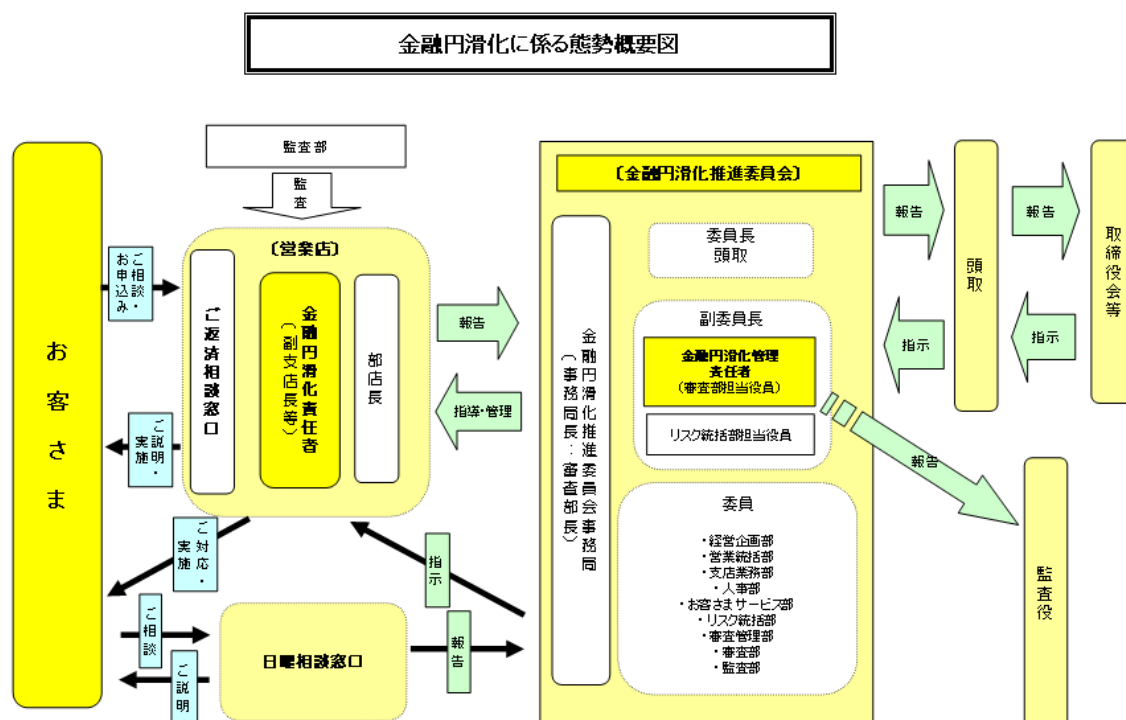 金融円滑化に係る態勢概要図
監査部
監査
お客さま
ご相談・
お申込み
ご説明・
実施
ご対応・
実施
ご相談
ご説明
〔営業店〕
ご返済相談窓口
金融円滑化責任者
(副支店長等)
部店長
日曜相談窓口
報告
指導・管理
指示
報告
〔金融円滑化推進委員会〕
金融円滑化推進委員会事務局
(事務局長:審査部長)
委員長
頭取
副委員長
金融円滑化管理
責任者
(審査部担当役員)
リスク統括部担当役員
委員
・経営企画部
・営業統括部
・支店業務部
・人事部
・お客さまサービス部
・リスク統括部
・審査管理部
・審査部
・監査部
報告
指示
頭取
報告
指示
取締役会等
報告
監査役